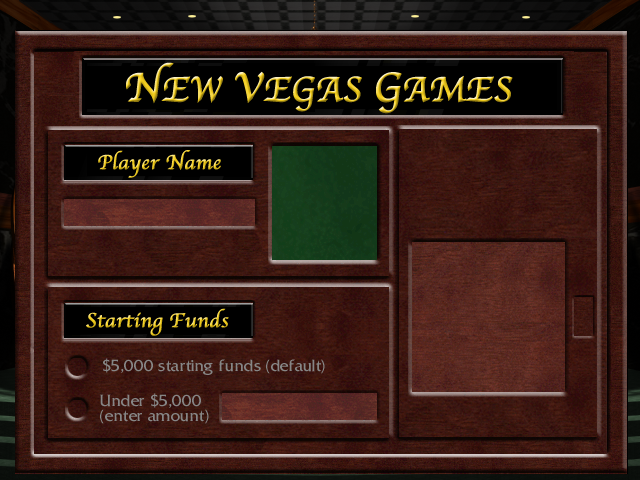 NEW VEGAS GAMES
Player Name
Starting Funds
$5,000 starting funds (default)
Under $5,000
(enter amount)